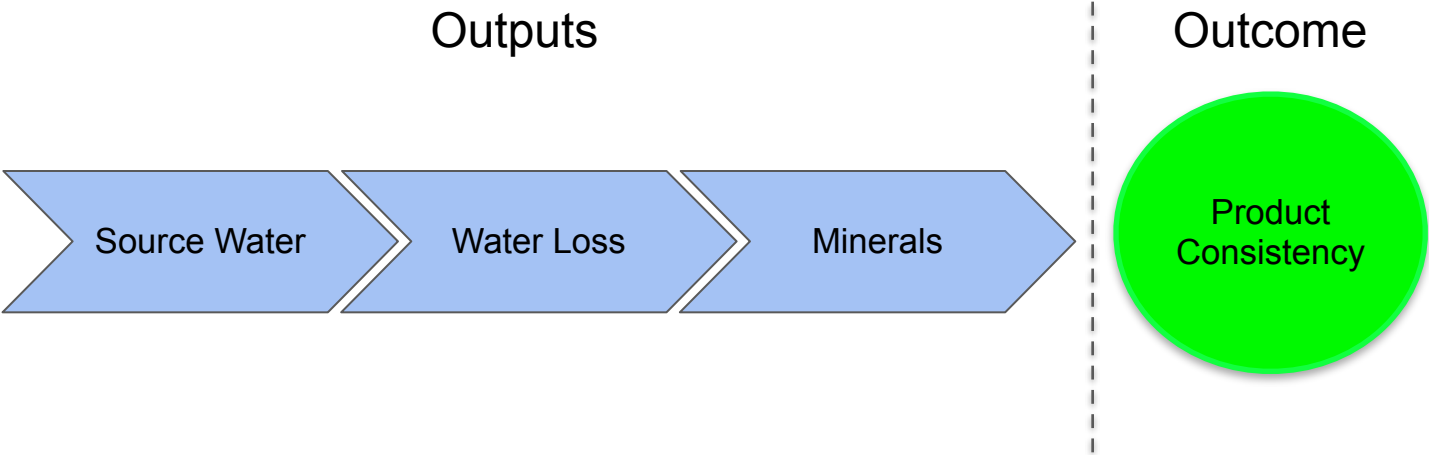 Outputs
Outcome
Source Water
Water Loss
Minerals
Product
Consistency